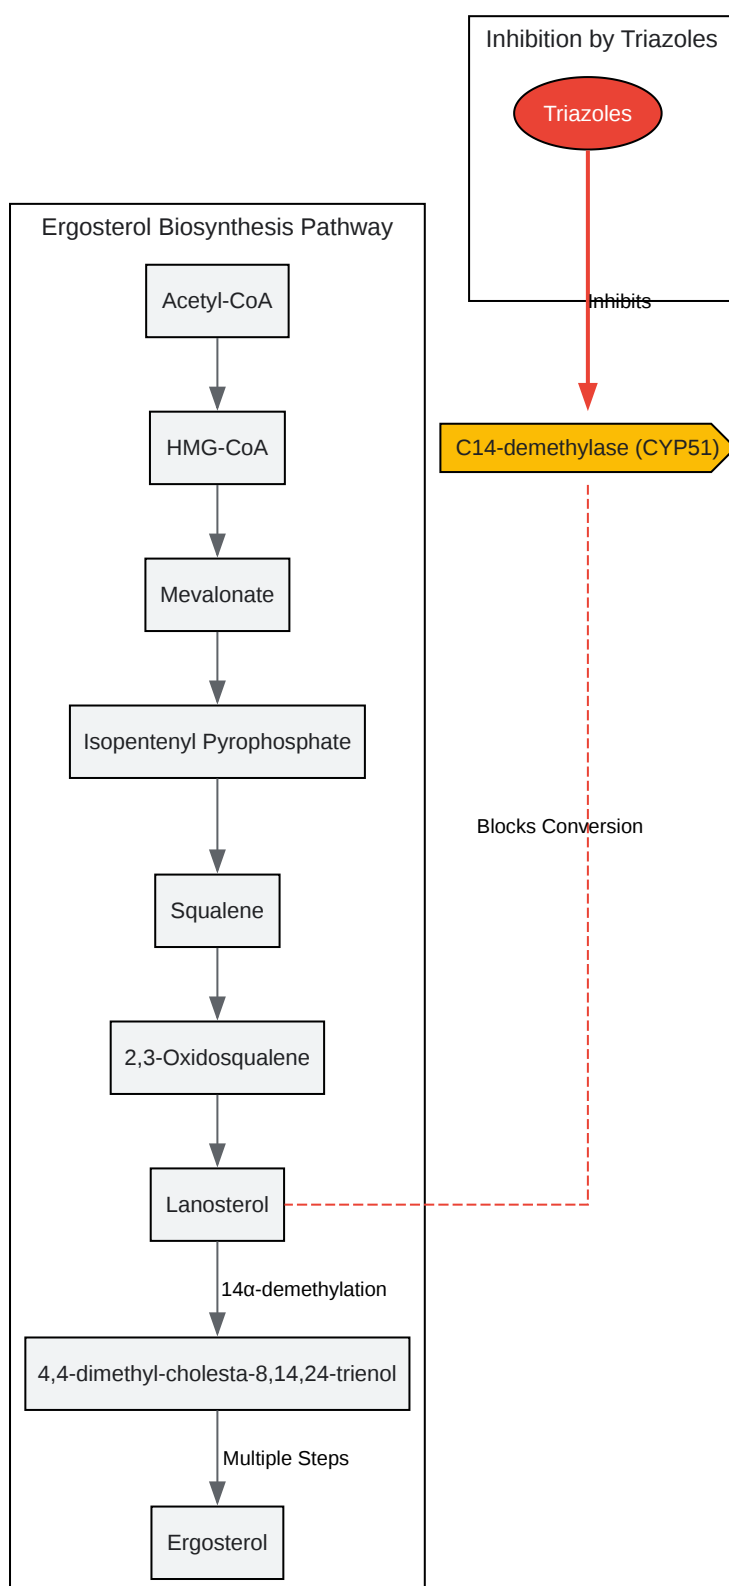 Inhibition by Triazoles
Triazoles
Inhibits
C14-demethylase (CYP51)
Blocks Conversion
Ergosterol Biosynthesis Pathway
Acetyl-CoA
HMG-CoA
Mevalonate
Isopentenyl Pyrophosphate
Squalene
2,3-Oxidosqualene
Lanosterol
14α-demethylation
4,4-dimethyl-cholesta-8,14,24-trienol
Multiple Steps
Ergosterol